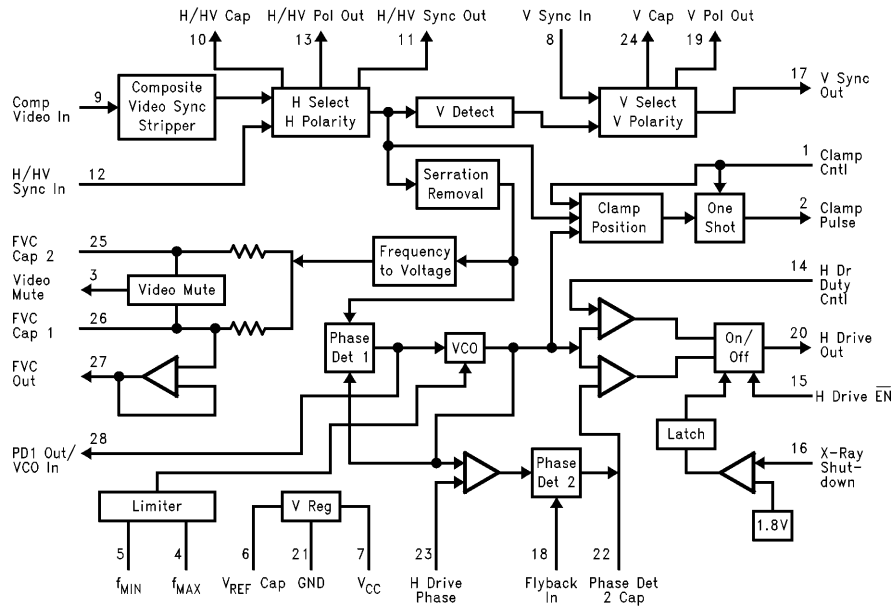 H/HV Cap
10
H/HV Pol Out
13
H/HV Sync Out
11
V Sync In
8
V Cap
24
V Pol Out
19
Comp
Video In
9
Composite
Video Sync
Stripper
H Select
H Polarity
V Detect
V Select
V Polarity
17
V Sync
Out
H/HV
Sync In
12
Serration
Removal
1
Clamp
Cntl
Clamp
Position
One
Shot
2
Clamp
Pulse
FVC
Cap 2
25
Frequency
to Voltage
Video
Mute
3
Video Mute
14
H Dr
Duty
Cntl
FVC
Cap 1
26
Phase
Det 1
VCO
On/
Off
20
H Drive
Out
FVC
Out
27
15
H Drive EN
Latch
PD1 Out/
VCO In
28
16
X-Ray
Shut-
down
Phase
Det 2
Limiter
V Reg
1.8V
5
4
6
21
7
23
18
22
fMIN
fMAX
VREF Cap
GND
VCC
H Drive
Phase
Flyback
In
Phase Det
2 Cap